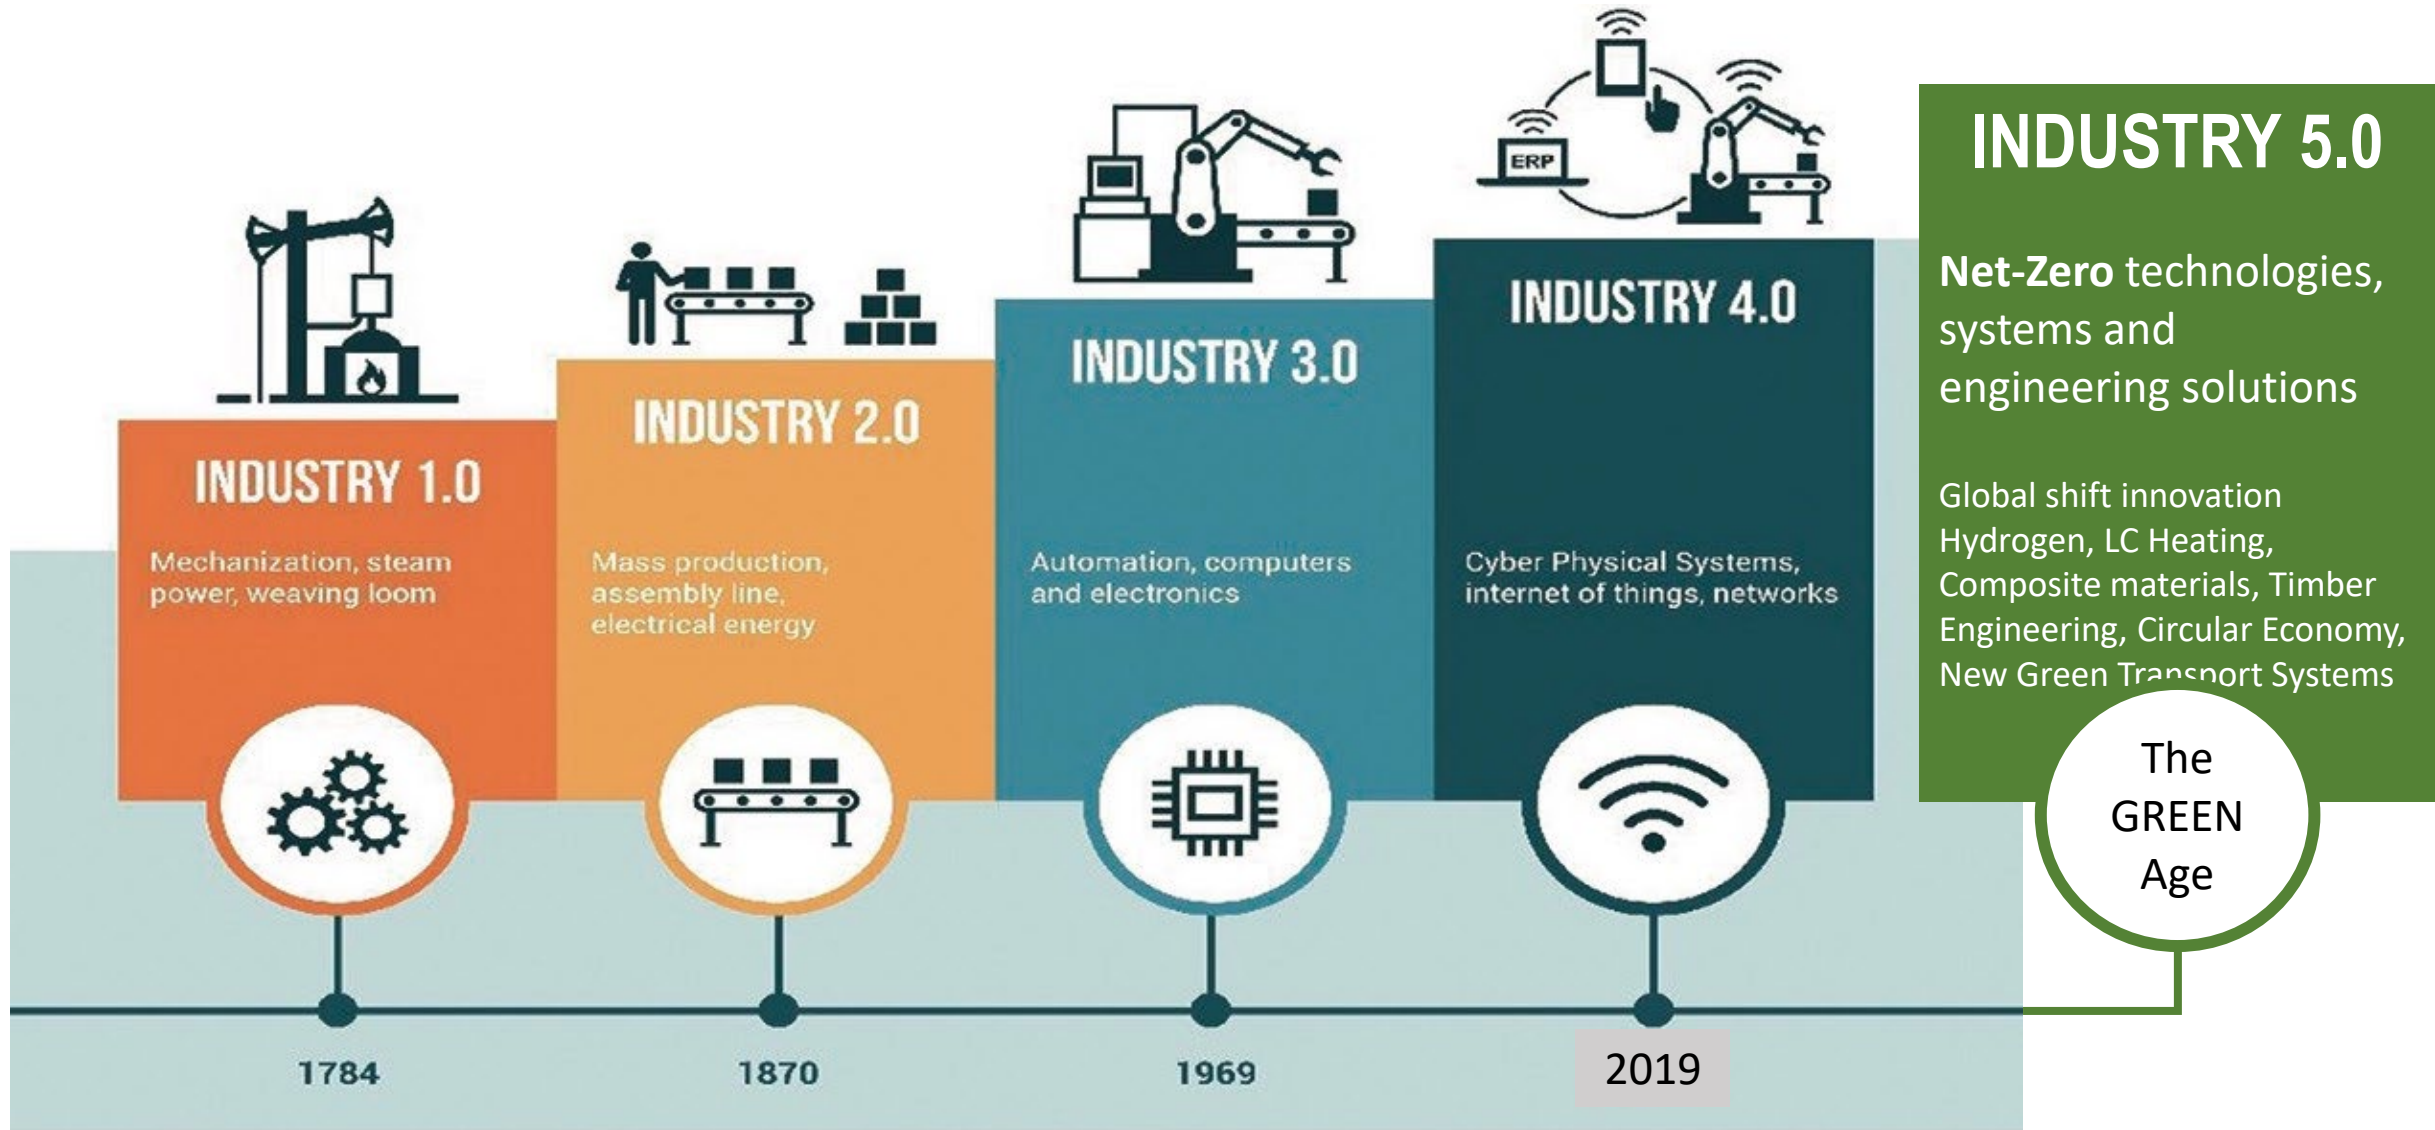 INDUSTRY 1.0
Mechanization, steam
power, weaving loom
1784
INDUSTRY 2.0
Mass production,
assembly line,
electrical energy
1870
INDUSTRY 3.0
Automation, computers
and electronics
1969
ERP
INDUSTRY 4.0
Cyber Physical Systems,
internet of things, networks
2019
INDUSTRY 5.0
Net-Zero technologies,
systems and
engineering solutions
Global shift innovation
Hydrogen, LC Heating,
Composite materials, Timber
Engineering, Circular Economy,
New Green Transport Systems
The
GREEN
Age